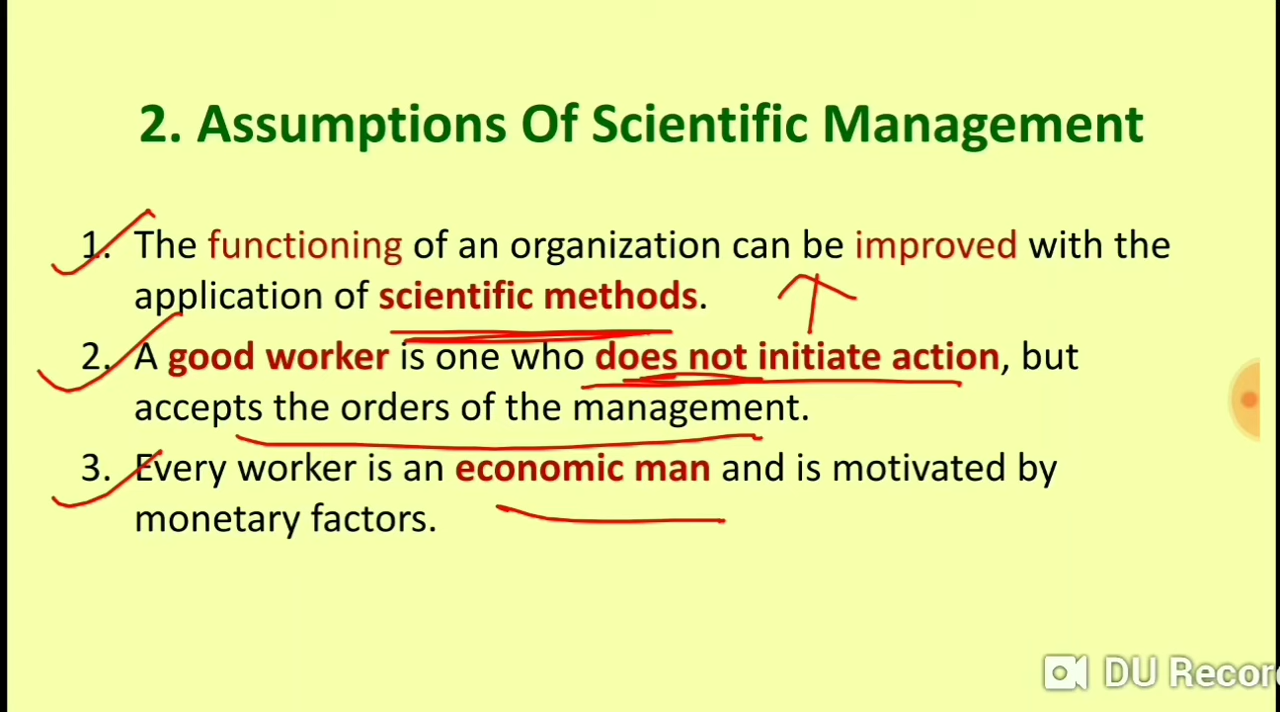 2. Assumptions Of Scientific Management
1. The functioning of an organization can be improved with the
application of scientific methods.
2. A good worker is one who does not initiate action, but
accepts the orders of the management.
3. Every worker is an economic man and is motivated by
monetary factors.
DU Recor